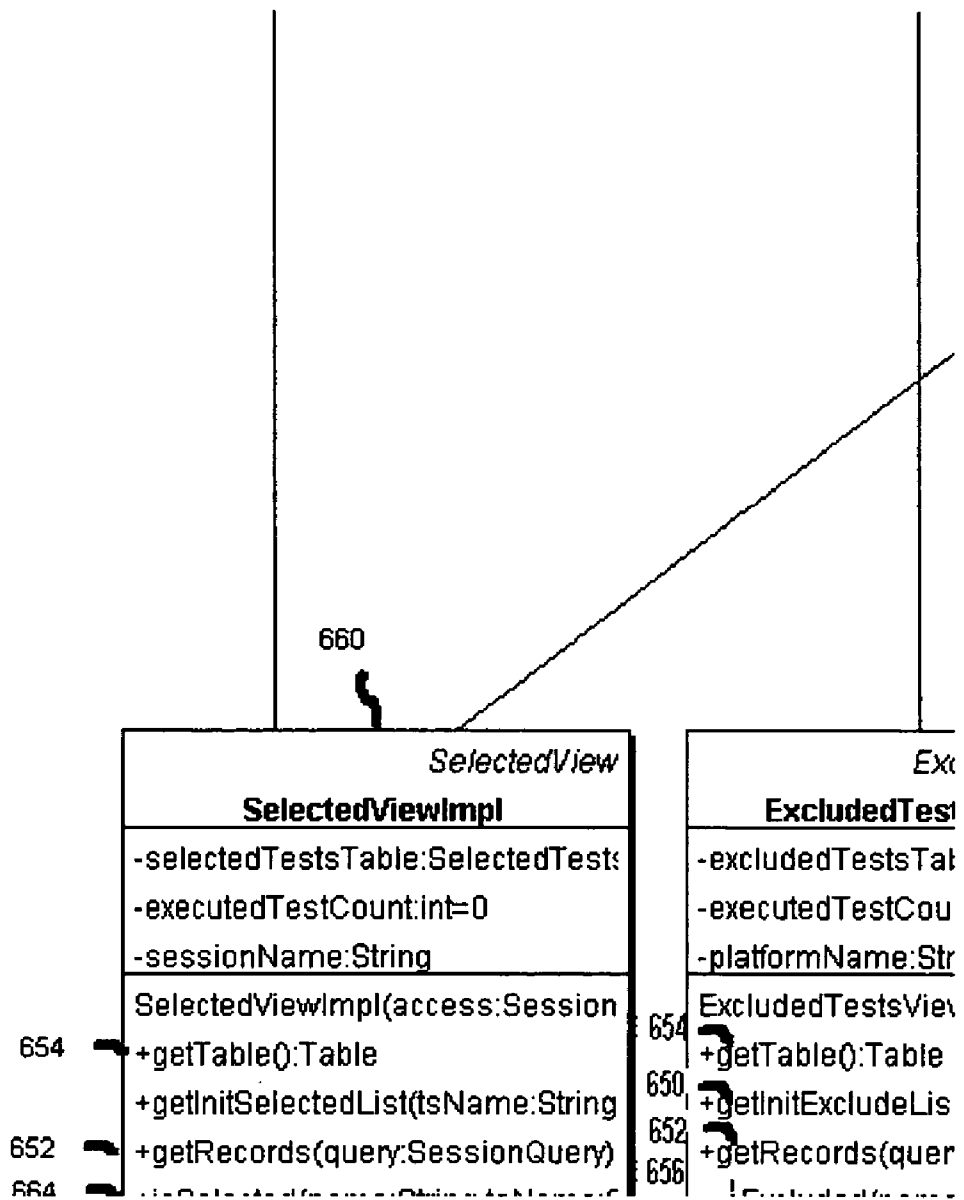 660
SelectedView
SelectedViewImpl
-selectedTestsTable:SelectedTests
-executedTestCount:int=0
-sessionName:String
SelectedViewImpl(access:Session
654
+getTable():Table
+getInitSelectedList(tsName:String
652
+getRecords(query:SessionQuery)
664
Exc
ExcludedTest
-excludedTestsTab
-executedTestCou
-platformName:Str
ExcludedTestsView
654
+getTable():Table
650
+getInitExcludeLis
652
+getRecords(quer
656